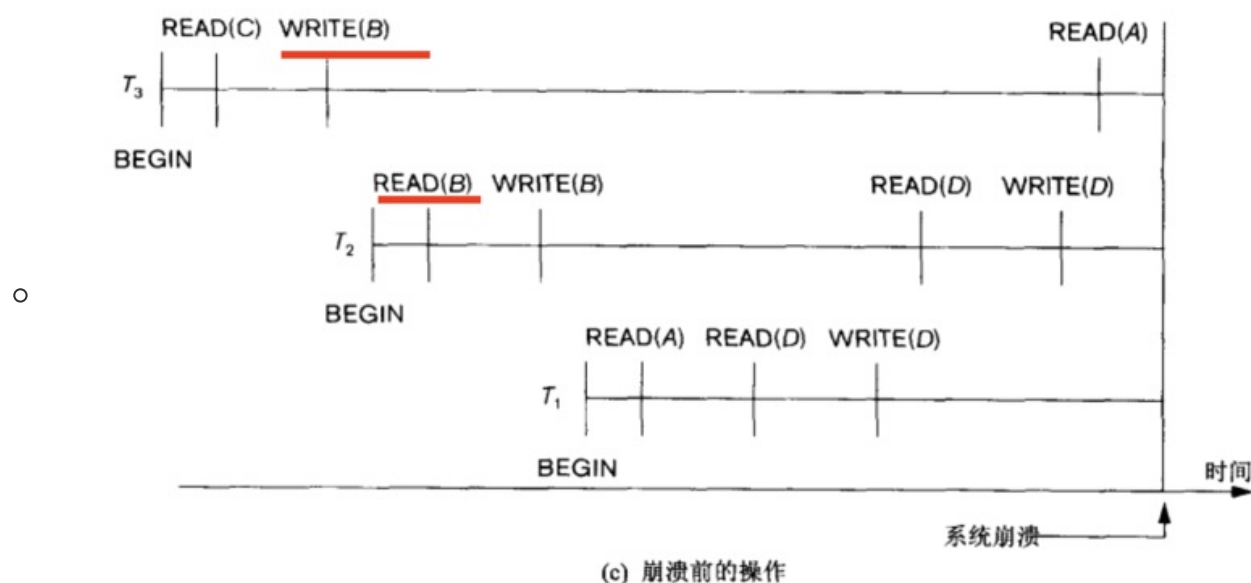 READ(C) WRITE(B) READ(A)
T3
BEGIN
READ(B) WRITE(B) READ(D) WRITE(D)
T2
BEGIN
READ(A) READ(D) WRITE(D)
T1
BEGIN
时间
系统崩溃
(c) 崩溃前的操作